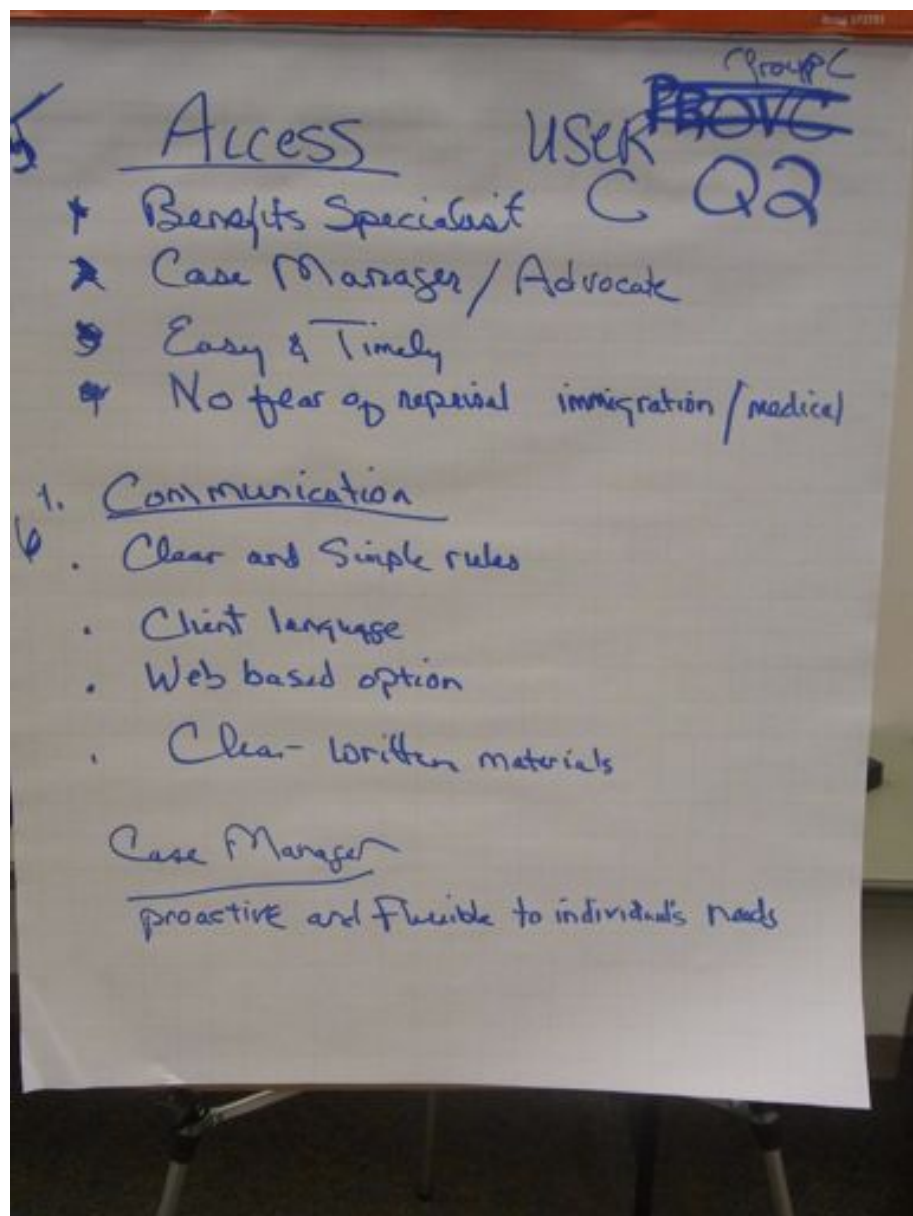 Group C
5 Access USER
C Q2
* Benefits Specialist
* Case Manager / Advocate
Easy & Timely
* No fear of reprisal immigration / medical
1. Communication
6
. Clear and Simple rules
. Client language
. Web based option
. Clear written materials
Case Manager
proactive and Flexible to individual's needs